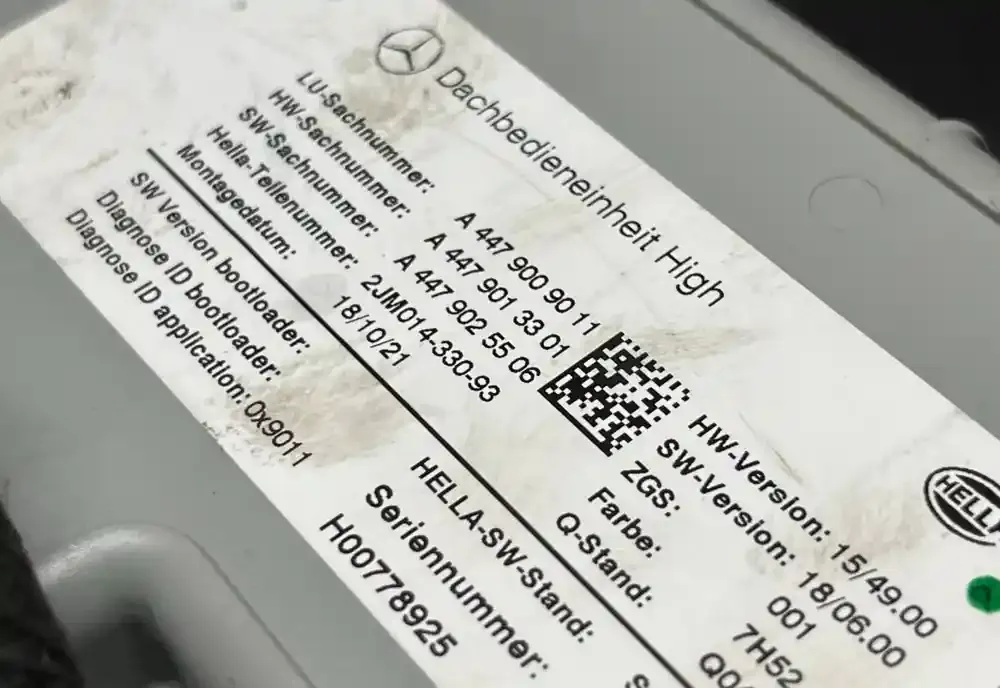 Dachbedieneinheit High
LU-Sachnummer: A 447 900 90 11
HW-Sachnummer: A 447 901 33 01
SW-Sachnummer: A 447 902 55 06
Hella-Teilenummer: 2JM014-330-93
Montagedatum: 18/10/21
HW-Version: 15/49.00
SW-Version: 18/06.00
ZGS: 001
Farbe: 7H52
Q-Stand:
HELLA
SW Version bootloader:
Diagnose ID bootloader:
Diagnose ID application: 0x9011
HELLA-SW-Stand:
Seriennummer:
H00778925